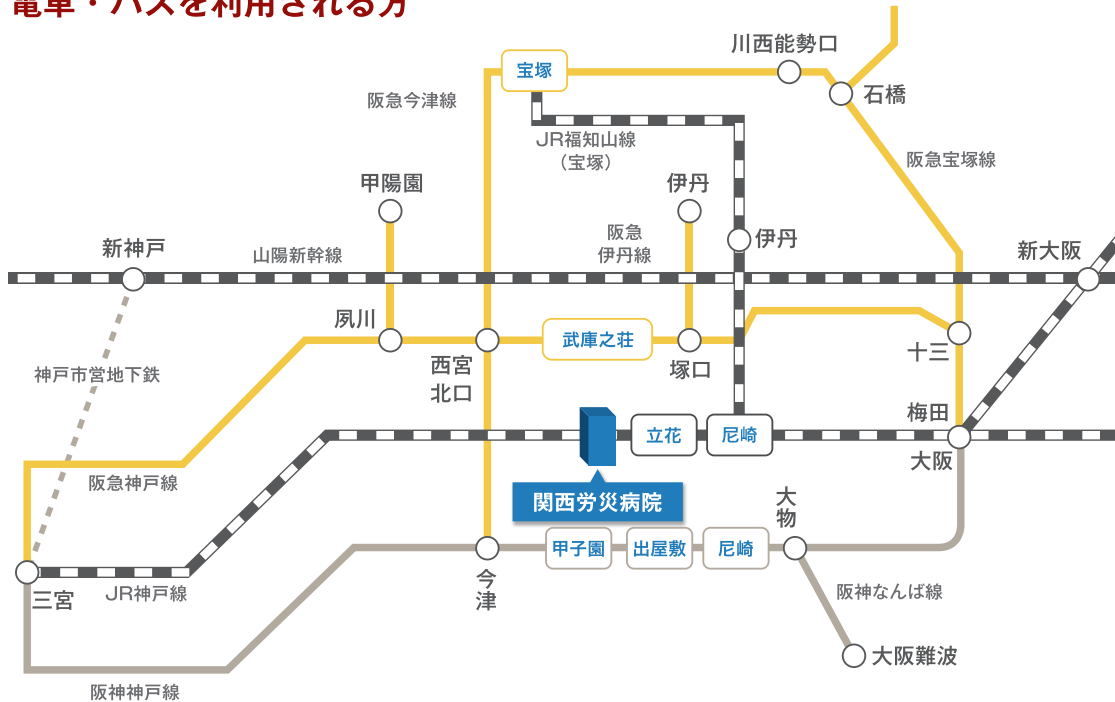 電車・バスを利用される方
川西能勢口
宝塚
石橋
阪急今津線
JR福知山線
（宝塚）
阪急宝塚線
甲陽園
伊丹
伊丹
阪急
伊丹線
新神戸
山陽新幹線
新大阪
夙川
武庫之荘
西宮
北口
塚口
十三
神戸市営地下鉄
梅田
立花
尼崎
大阪
阪急神戸線
関西労災病院
大
物
甲子園
出屋敷
尼崎
今
津
三宮
JR神戸線
阪神なんば線
大阪難波
阪神神戸線